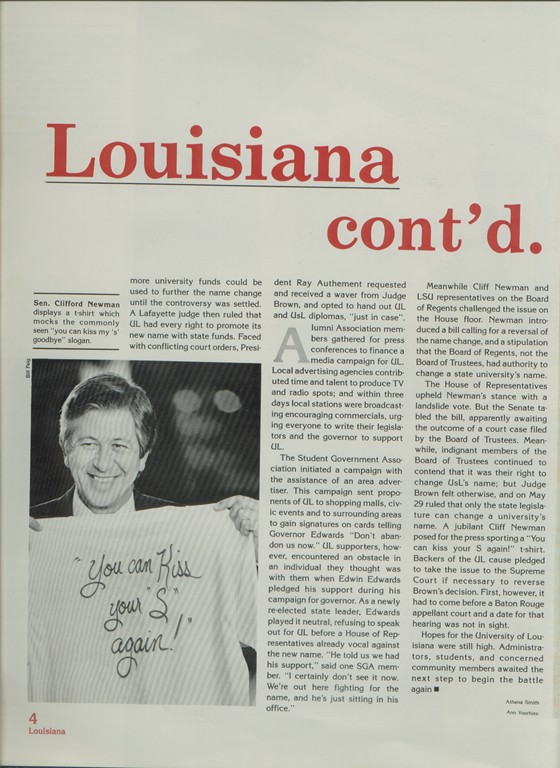 Louisiana
cont'd.
Sen. Clifford Newman
displays a t-shirt which
mocks the commonly
seen "you can kiss my 's'
goodbye" slogan.
Bill Feig
"You can Kiss
your "S"
again!"
more university funds could be
used to further the name change
until the controversy was settled.
A Lafayette judge then ruled that
UL had every right to promote its
new name with state funds. Faced
with conflicting court orders, Presi-
dent Ray Authement requested
and received a waver from Judge
Brown, and opted to hand out UL
and UsL diplomas, "just in case".
Alumni Association mem-
bers gathered for press
conferences to finance a
media campaign for UL.
Local advertising agencies contrib-
uted time and talent to produce TV
and radio spots; and within three
days local stations were broadcast-
ing encouraging commercials, urg-
ing everyone to write their legisla-
tors and the governor to support
UL.
The Student Government Asso-
ciation initiated a campaign with
the assistance of an area adver-
tiser. This campaign sent propo-
nents of UL to shopping malls, civ-
ic events and to surrounding areas
to gain signatures on cards telling
Governor Edwards "Don't aban-
don us now." UL supporters, how-
ever, encountered an obstacle in
an individual they thought was
with them when Edwin Edwards
pledged his support during his
campaign for governor. As a newly
re-elected state leader, Edwards
played it neutral, refusing to speak
out for UL before a House of Rep-
resentatives already vocal against
the new name. "He told us we had
his support," said one SGA mem-
ber. "I certainly don't see it now.
We're out here fighting for the
name, and he's just sitting in his
office."
Meanwhile Cliff Newman and
LSU representatives on the Board
of Regents challenged the issue on
the House floor. Newman intro-
duced a bill calling for a reversal of
the name change, and a stipulation
that the Board of Regents, not the
Board of Trustees, had authority to
change a state university's name.
The House of Representatives
upheld Newman's stance with a
landslide vote. But the Senate ta-
bled the bill, apparently awaiting
the outcome of a court case filed
by the Board of Trustees. Mean-
while, indignant members of the
Board of Trustees continued to
contend that it was their right to
change UsL's name; but Judge
Brown felt otherwise, and on May
29 ruled that only the state legisla-
ture can change a university's
name. A jubilant Cliff Newman
posed for the press sporting a "You
can kiss your S again!" t-shirt.
Backers of the UL cause pledged
to take the issue to the Supreme
Court if necessary to reverse
Brown's decision. First, however, it
had to come before a Baton Rouge
appellant court and a date for that
hearing was not in sight.
Hopes for the University of Lou-
isiana were still high. Administra-
tors, students, and concerned
community members awaited the
next step to begin the battle
again ■
Athena Smith
Ann Voorhies
4
Louisiana